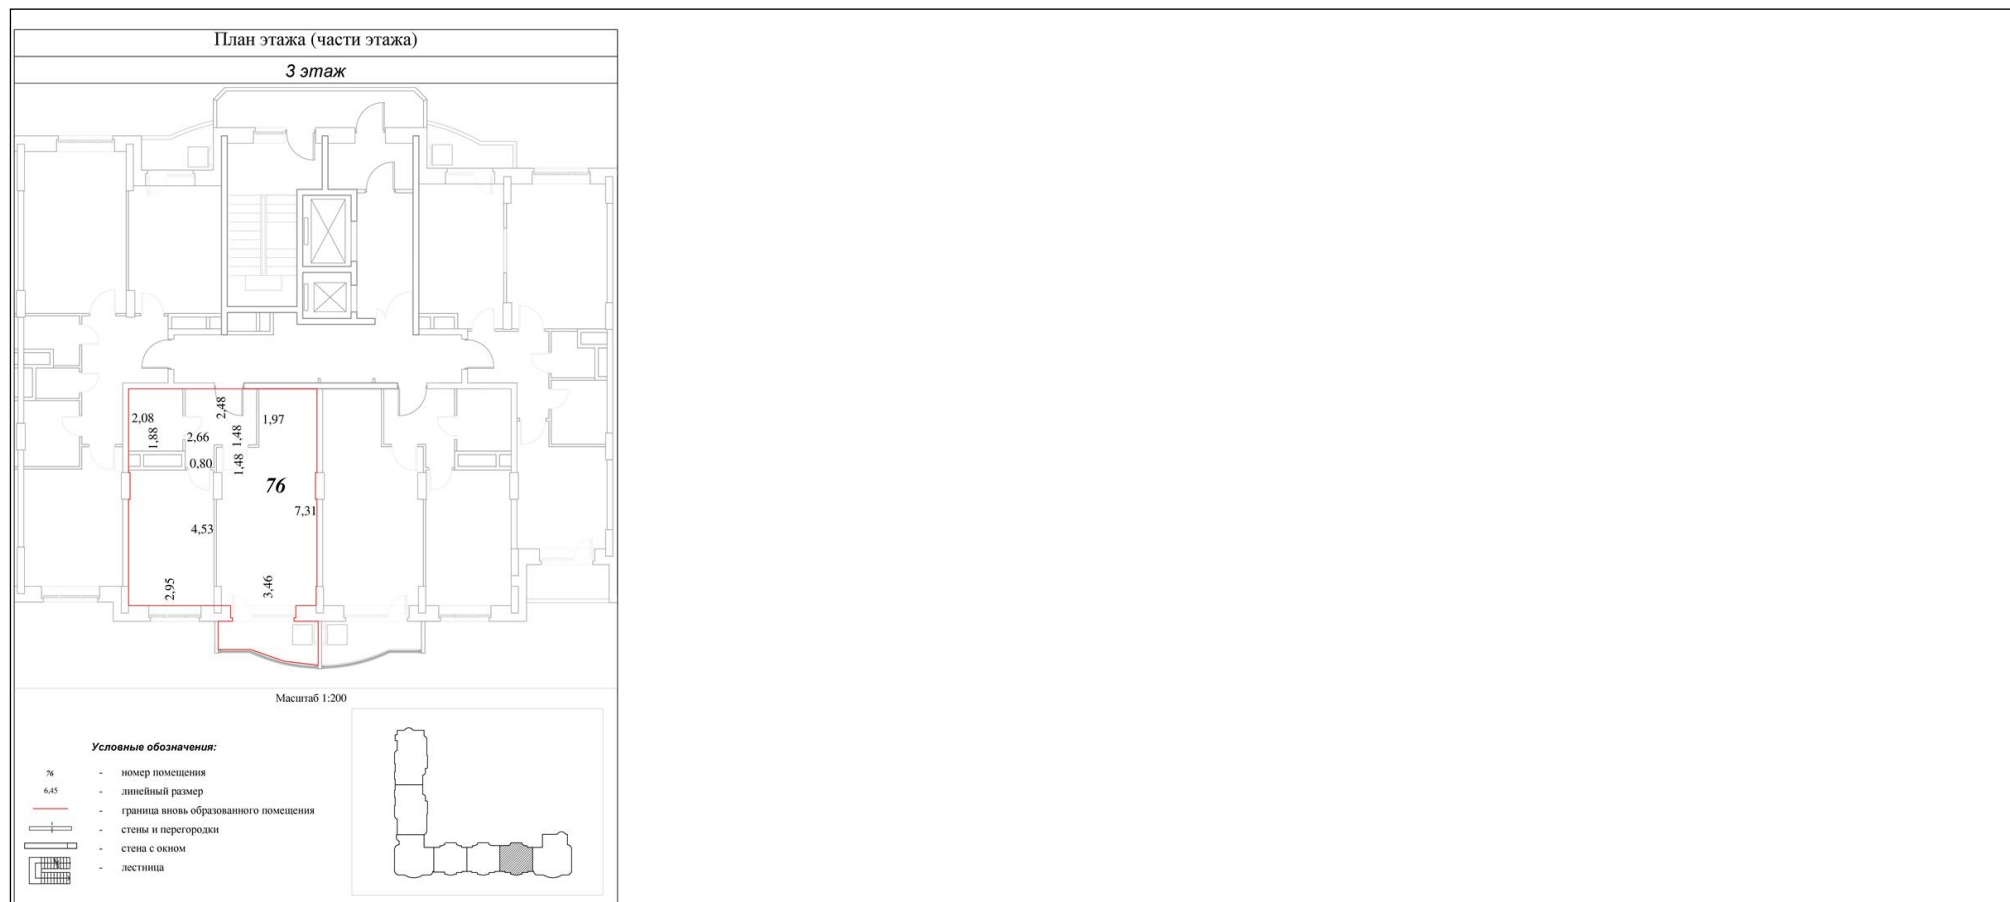 План этажа (части этажа)
3 этаж
2,48
2,08
1,97
1,88
2,66
1,48
0,80
1,48
76
7,31
4,53
2,95
3,46
Масштаб 1:200
Условные обозначения:
76 - номер помещения
6,45 - линейный размер
- граница вновь образованного помещения
- стены и перегородки
- стена с окном
- лестница